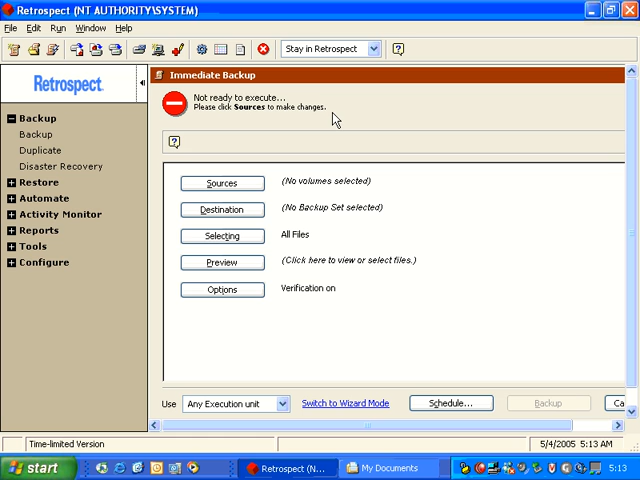 Retrospect (NT AUTHORITY\SYSTEM)
File Edit Run Window Help
Stay in Retrospect
Retrospect
Immediate Backup
Not ready to execute...
Please click Sources to make changes.
Backup
Backup
Duplicate
Disaster Recovery
Restore
Automate
Activity Monitor
Reports
Tools
Configure
Sources (No volumes selected)
Destination (No Backup Set selected)
Selecting All Files
Preview (Click here to view or select files.)
Options Verification on
Use Any Execution unit Switch to Wizard Mode Schedule... Backup Ca
Time-limited Version 5/4/2005 5:13 AM
start Retrospect (N... My Documents 5:13